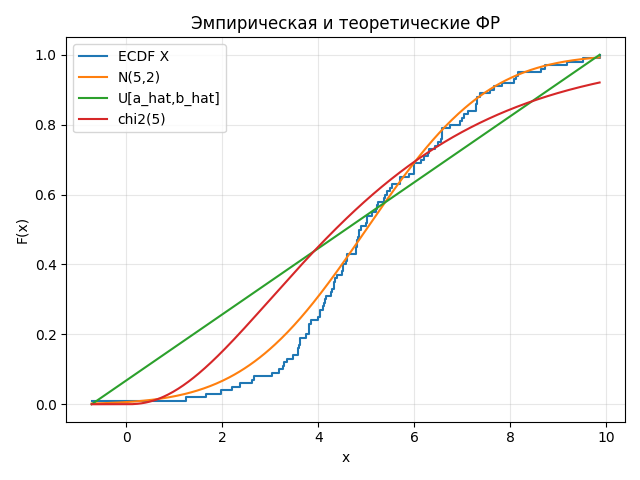 Эмпирическая и теоретические ФР
ECDF X
N(5,2)
U[a_hat,b_hat]
chi2(5)
F(x)
1.0
0.8
0.6
0.4
0.2
0.0
0 2 4 6 8 10
x